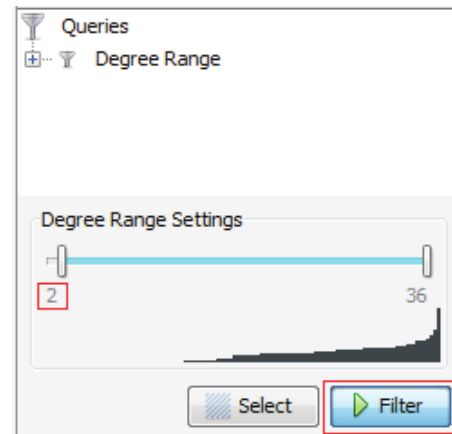 Queries
Degree Range
Degree Range Settings
2 36
Select Filter